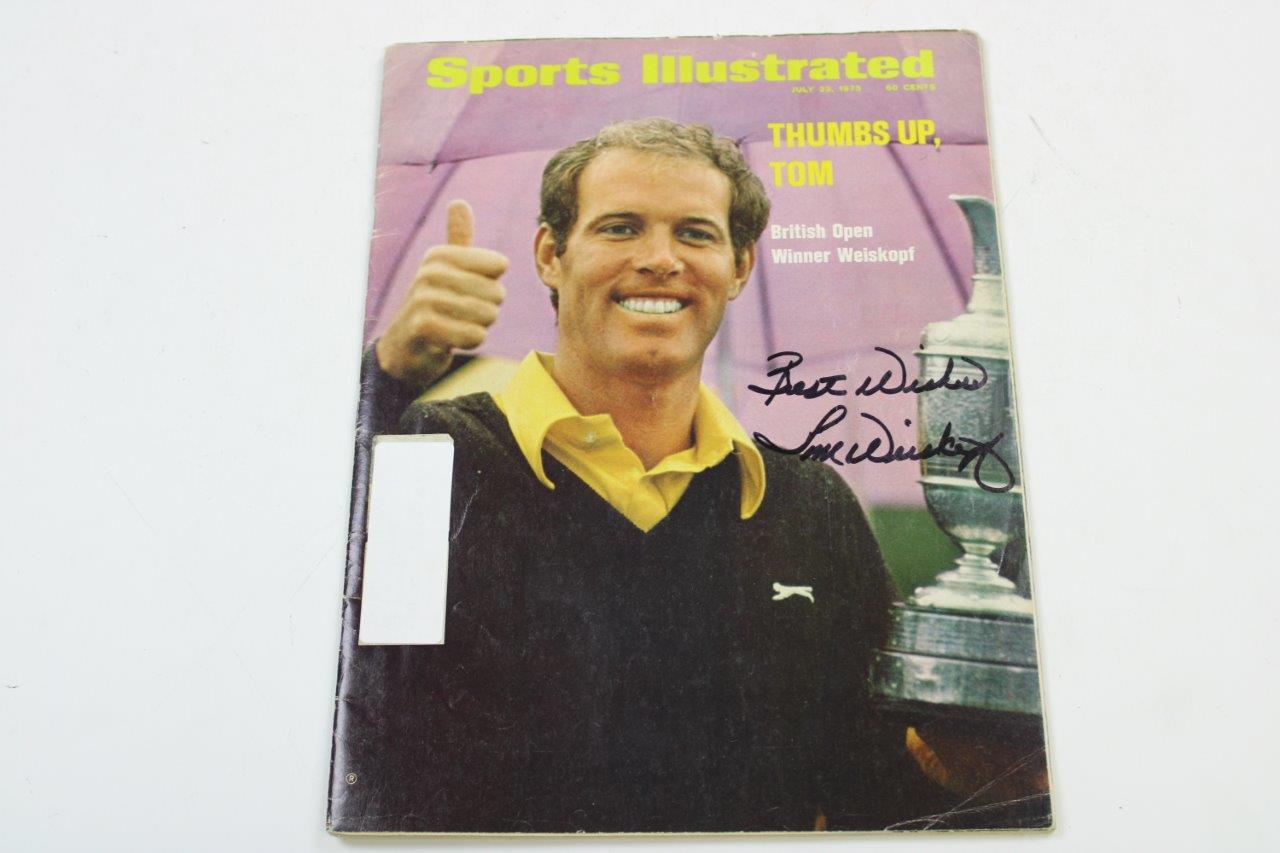 Sports Illustrated
JULY 23, 1973 60 CENTS
THUMBS UP,
TOM
British Open
Winner Weiskopf
Best Wishes
Tom Weiskopf
®